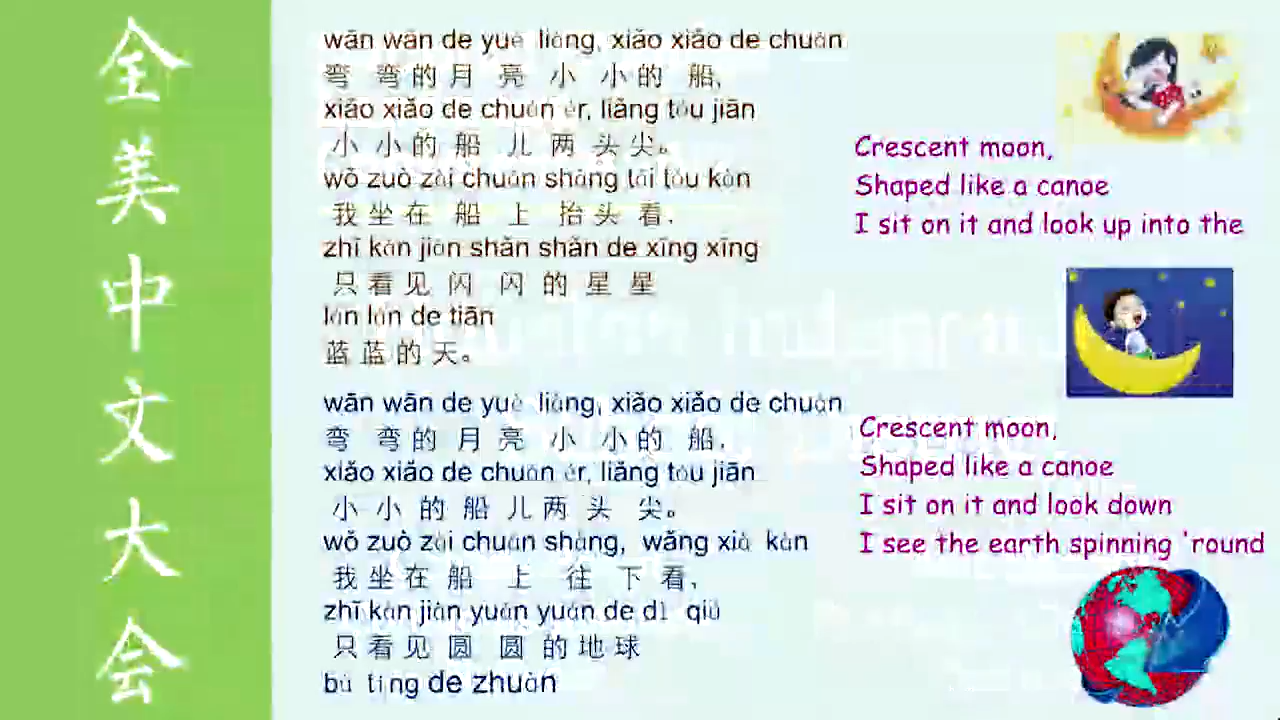 全美中文大会
wān wān de yuè liàng, xiǎo xiǎo de chuán
弯 弯 的 月 亮 小 小 的 船,
xiǎo xiǎo de chuán ér, liǎng tóu jiān
小 小 的 船 儿 两 头 尖。
wǒ zuò zài chuán shàng tái tóu kàn
我 坐 在 船 上 抬 头 看,
zhī kàn jiàn shǎn shǎn de xīng xīng
只 看 见 闪 闪 的 星 星
lán lán de tiān
蓝 蓝 的 天。
wān wān de yuè liàng, xiǎo xiǎo de chuán
弯 弯 的 月 亮 小 小 的 船,
xiǎo xiǎo de chuán ér, liǎng tóu jiān
小 小 的 船 儿 两 头 尖。
wǒ zuò zài chuán shàng, wǎng xià kàn
我 坐 在 船 上 往 下 看,
zhī kàn jiàn yuán yuán de dì qiú
只 看 见 圆 圆 的 地 球
bù tíng de zhuàn
Crescent moon,
Shaped like a canoe
I sit on it and look up into the
Crescent moon,
Shaped like a canoe
I sit on it and look down
I see the earth spinning 'round